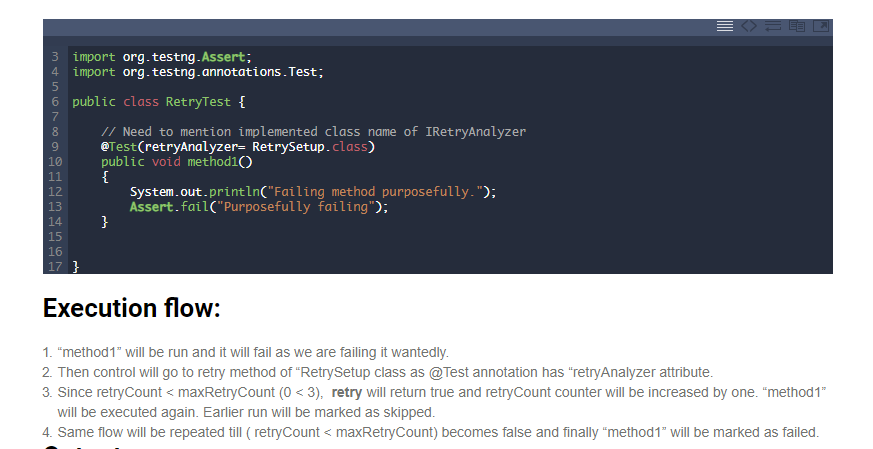 3 import org.testng.Assert;
4 import org.testng.annotations.Test;
5
6 public class RetryTest {
7
8 // Need to mention implemented class name of IRetryAnalyzer
9 @Test(retryAnalyzer= RetrySetup.class)
10 public void method1()
11 {
12 System.out.println("Failing method purposefully.");
13 Assert.fail("Purposefully failing");
14 }
15
16
17 }
Execution flow:
1. “method1” will be run and it will fail as we are failing it wantedly.
2. Then control will go to retry method of “RetrySetup class as @Test annotation has “retryAnalyzer attribute.
3. Since retryCount < maxRetryCount (0 < 3), retry will return true and retryCount counter will be increased by one. “method1”
will be executed again. Earlier run will be marked as skipped.
4. Same flow will be repeated till ( retryCount < maxRetryCount) becomes false and finally “method1” will be marked as failed.